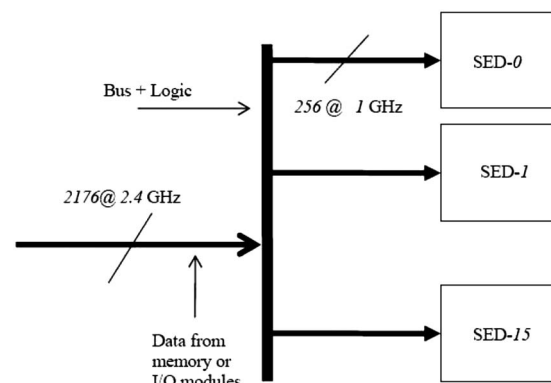 SED-0
Bus + Logic
256 @ 1 GHz
SED-1
2176@ 2.4 GHz
SED-15
Data from
memory or
I/O modules